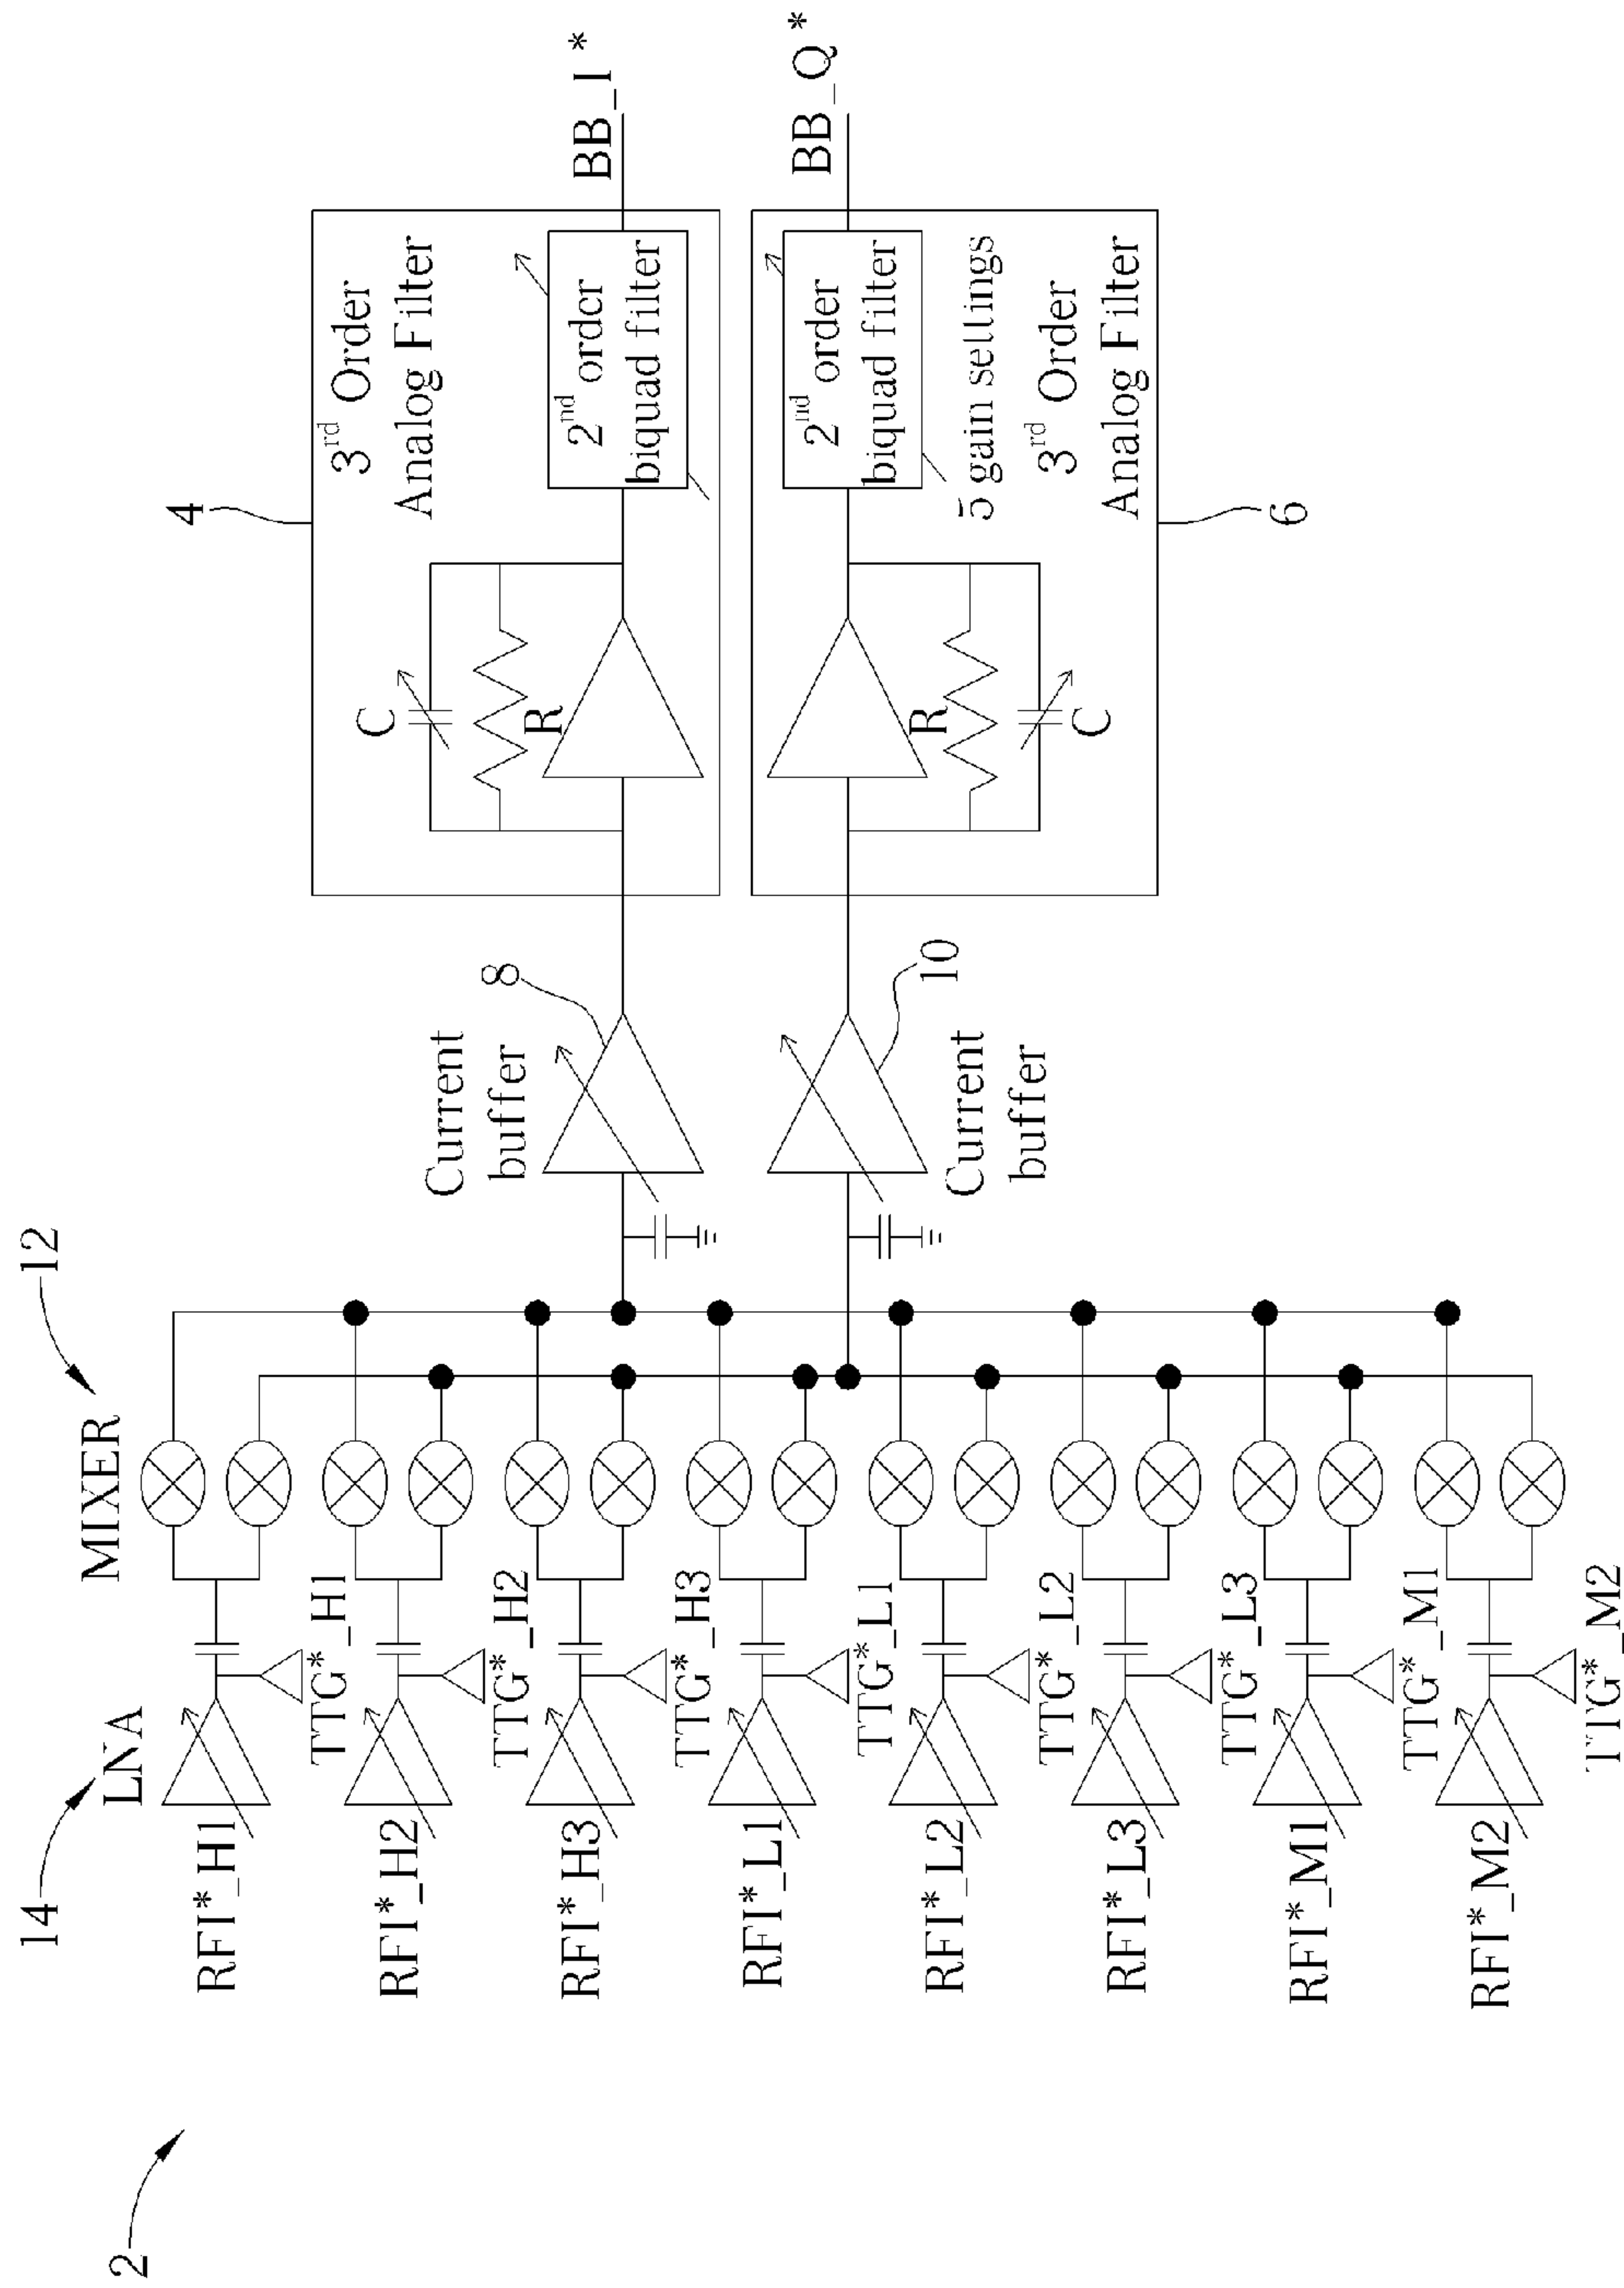 2
14
LNA
MIXER
12
RFI*_H1
TTG*_H1
RFI*_H2
TTG*_H2
RFI*_H3
TTG*_H3
RFI*_L1
TTG*_L1
RFI*_L2
TTG*_L2
RFI*_L3
TTG*_L3
RFI*_M1
TTG*_M1
RFI*_M2
TTG*_M2
Current
buffer
8
10
Current
buffer
4
3rd Order
Analog Filter
C
R
2nd order
biquad filter
BB_I*
R
C
2nd order
biquad filter
5 gain settings
3rd Order
Analog Filter
6
BB_Q*